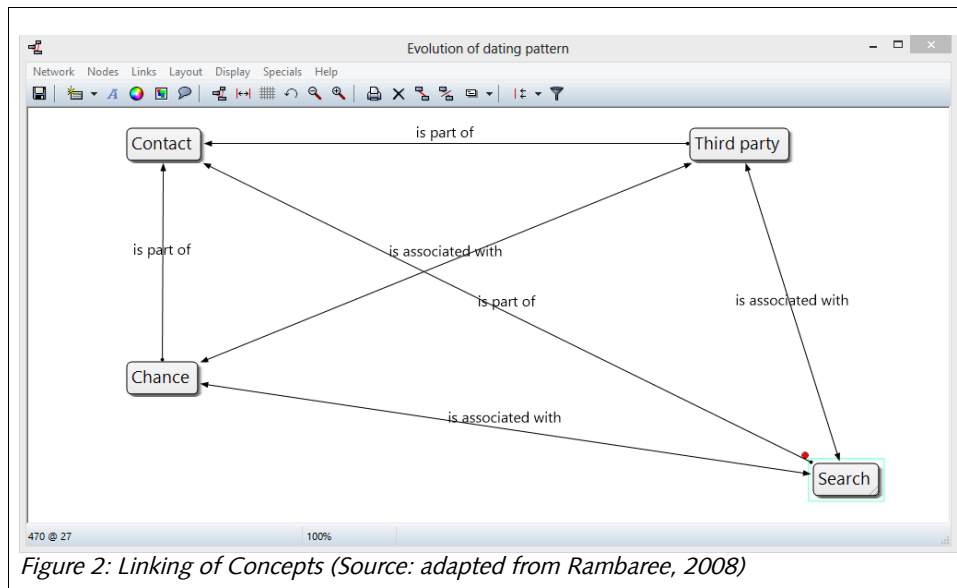 Evolution of dating pattern
Network Nodes Links Layout Display Specials Help
A
is part of
Contact
Third party
is part of
is associated with
is part of
is associated with
Chance
is associated with
Search
470 @ 27
100%
Figure 2: Linking of Concepts (Source: adapted from Rambaree, 2008)